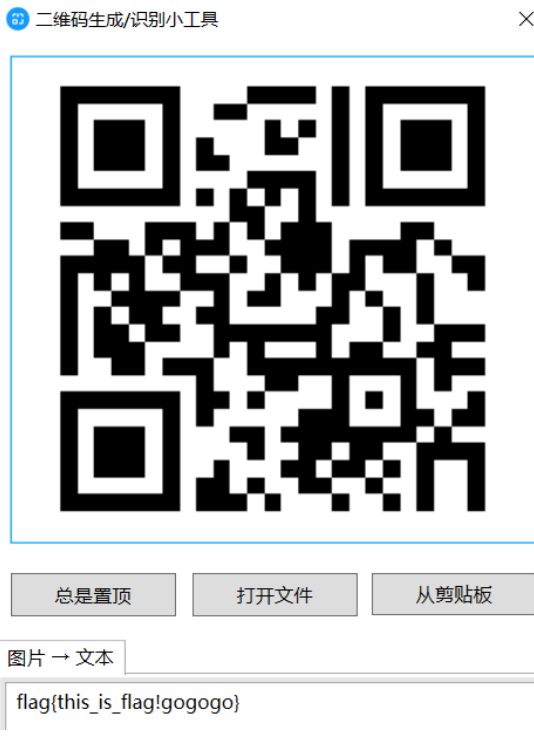 二维码生成/识别小工具
总是置顶
打开文件
从剪贴板
图片 → 文本
flag{this_is_flag!gogogo}